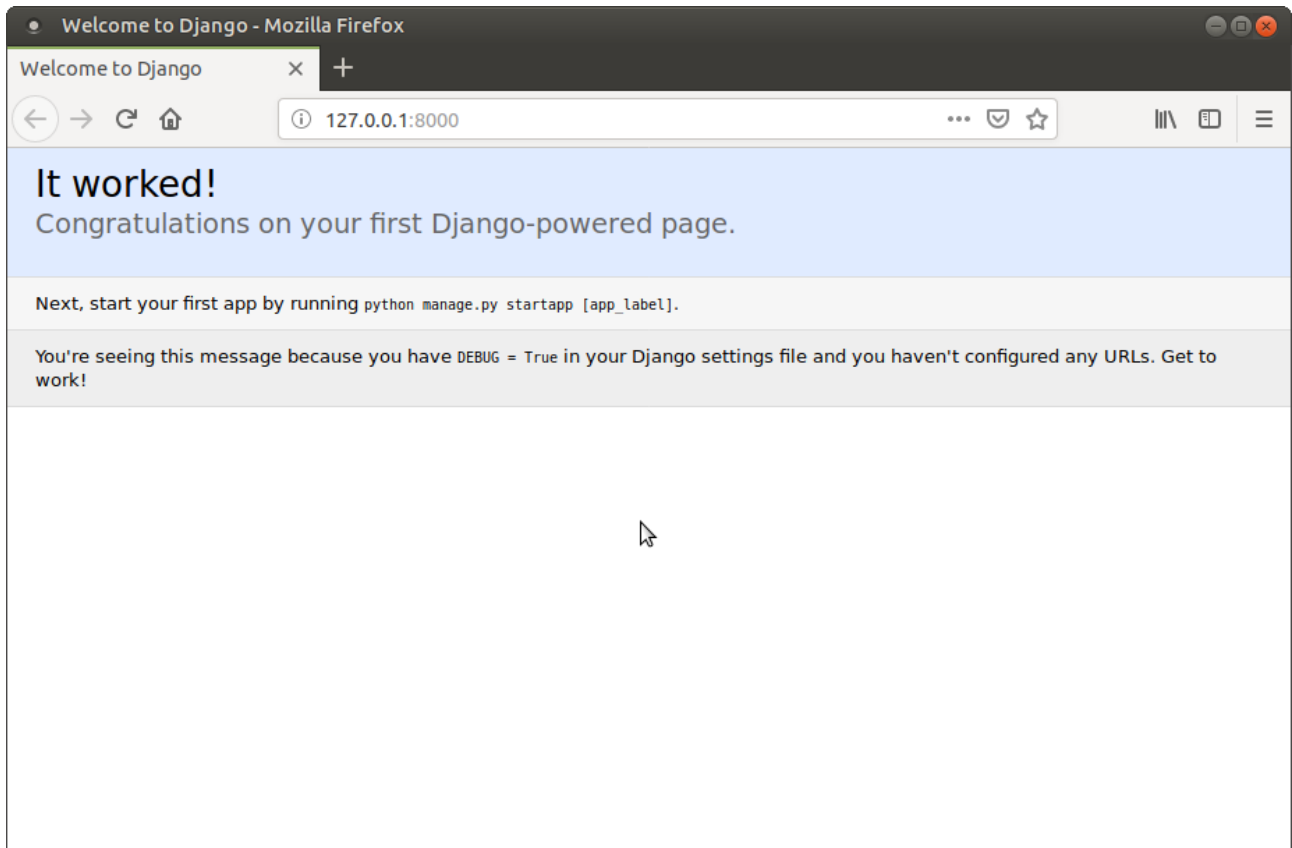 Welcome to Django - Mozilla Firefox
Welcome to Django
127.0.0.1:8000
It worked!
Congratulations on your first Django-powered page.
Next, start your first app by running python manage.py startapp [app_label].
You're seeing this message because you have DEBUG = True in your Django settings file and you haven't configured any URLs. Get to
work!